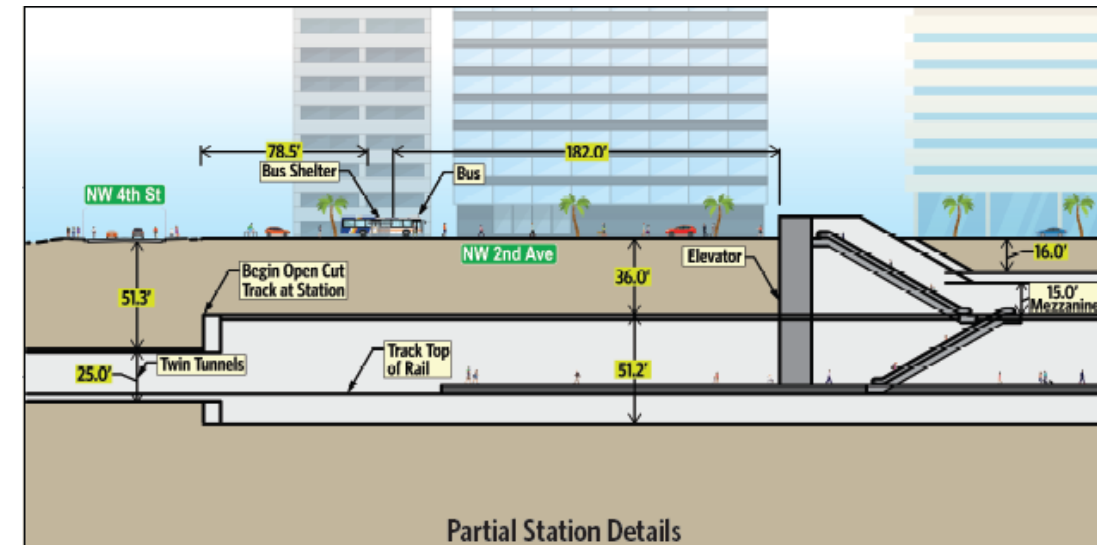 78.5'
182.0'
Bus Shelter
Bus
NW 4th St
NW 2nd Ave
Elevator
16.0'
Begin Open Cut
Track at Station
36.0'
51.3'
15.0'
Mezzanine
Twin Tunnels
Track Top
of Rail
25.0'
51.2'
Partial Station Details